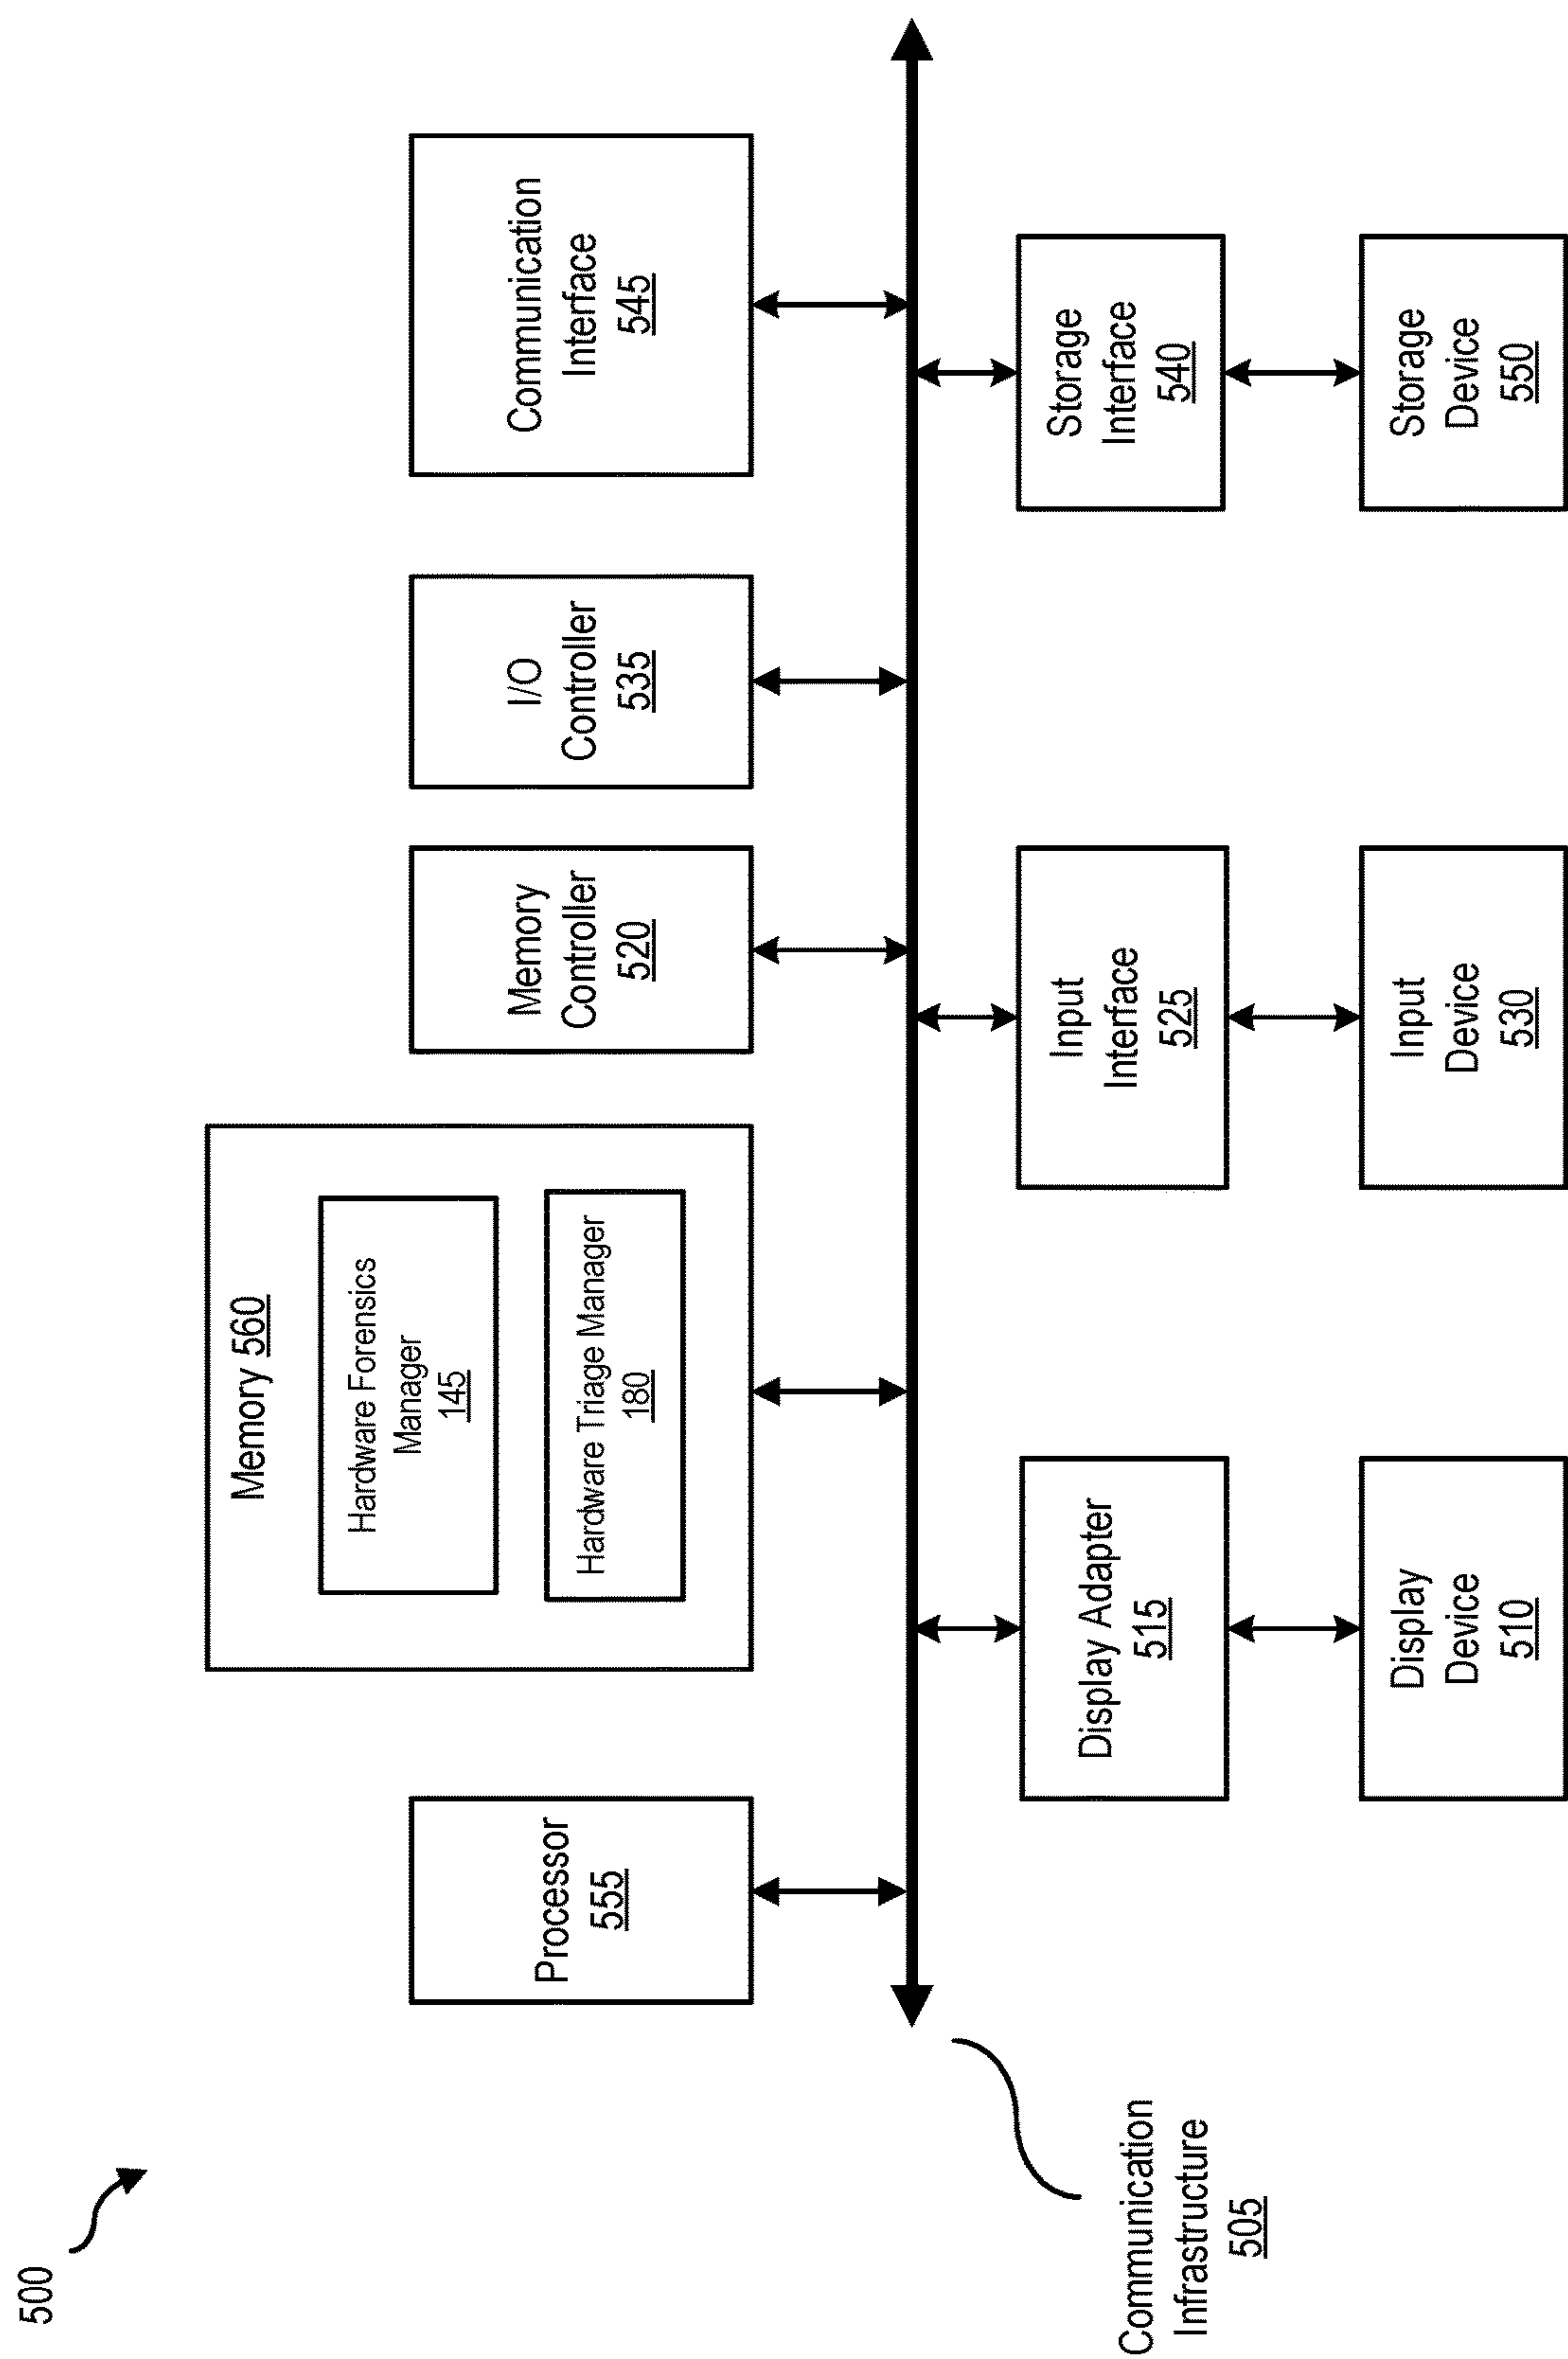 500
Processor
555
Memory 560
Hardware Forensics
Manager
145
Hardware Triage Manager
180
Memory
Controller
520
I/O
Controller
535
Communication
Interface
545
Communication
Infrastructure
505
Display Adapter
515
Input
Interface
525
Storage
Interface
540
Display
Device
510
Input
Device
530
Storage
Device
550